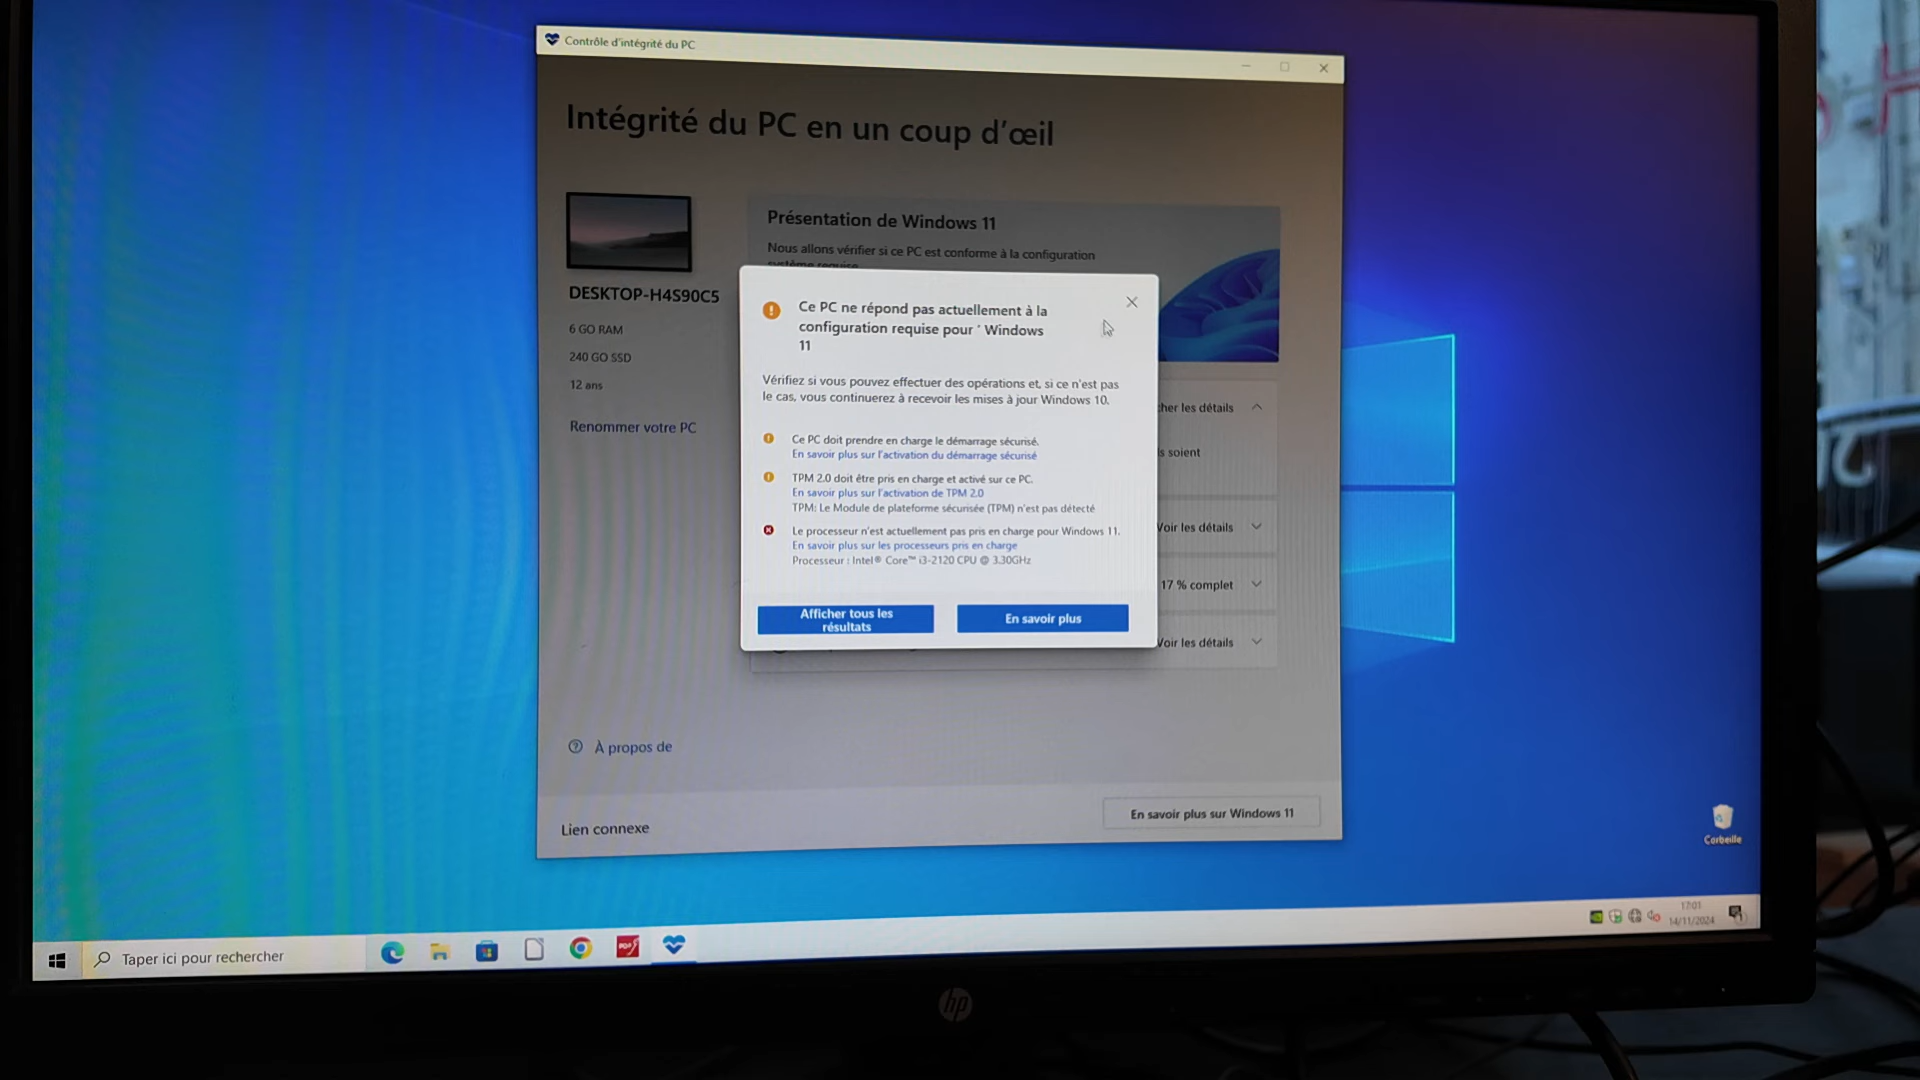 Contrôle d'intégrité du PC
Intégrité du PC en un coup d'œil
DESKTOP-H4S90C5
6 GO RAM
240 GO SSD
12 ans
Renommer votre PC
Présentation de Windows 11
Nous allons vérifier si ce PC est conforme à la configuration
système requise
Ce PC ne répond pas actuellement à la
configuration requise pour ' Windows
11
Vérifiez si vous pouvez effectuer des opérations et, si ce n'est pas
le cas, vous continuerez à recevoir les mises à jour Windows 10.
Ce PC doit prendre en charge le démarrage sécurisé.
En savoir plus sur l'activation du démarrage sécurisé
TPM 2.0 doit être pris en charge et activé sur ce PC.
En savoir plus sur l'activation de TPM 2.0
TPM: Le Module de plateforme sécurisée (TPM) n'est pas détecté
Le processeur n'est actuellement pas pris en charge pour Windows 11.
En savoir plus sur les processeurs pris en charge
Processeur : Intel® Core™ i3-2120 CPU @ 3.30GHz
Afficher tous les
résultats
En savoir plus
cher les détails
s soient
Voir les détails
17 % complet
Voir les détails
À propos de
Lien connexe
En savoir plus sur Windows 11
Corbeille
Taper ici pour rechercher
PDF
17:01
14/11/2024
hp